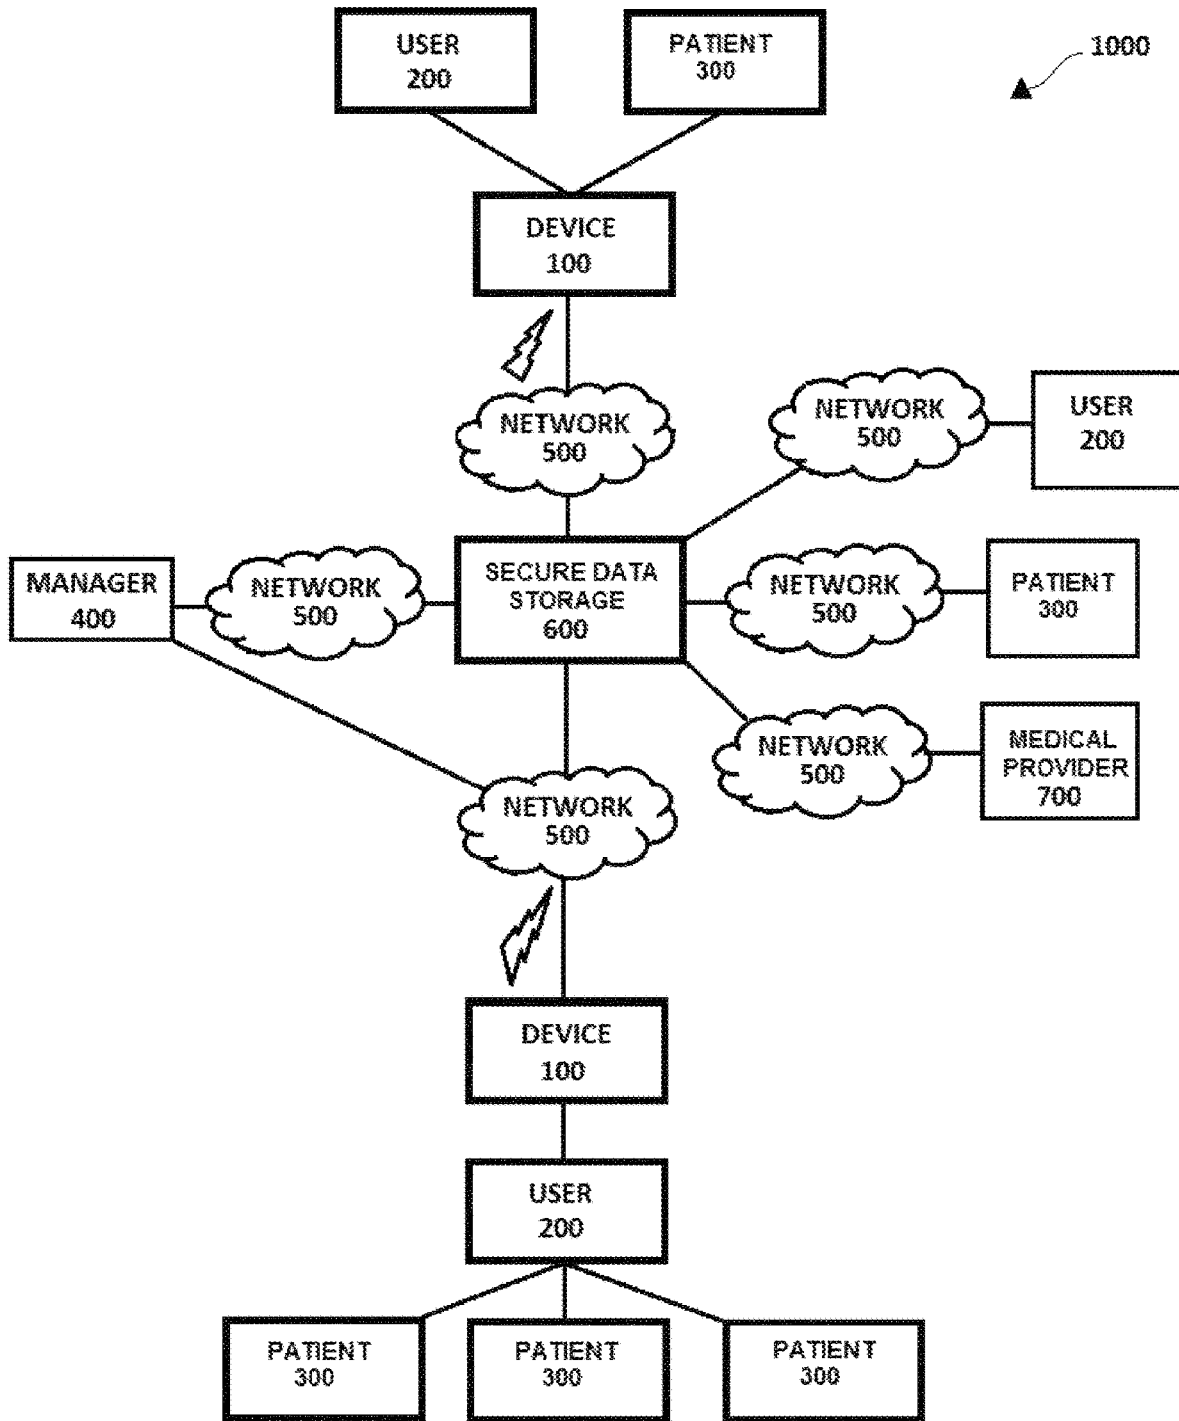 USER
200
PATIENT
300
1000
DEVICE
100
NETWORK
500
NETWORK
500
USER
200
MANAGER
400
NETWORK
500
SECURE DATA
STORAGE
600
NETWORK
500
PATIENT
300
NETWORK
500
MEDICAL
PROVIDER
700
NETWORK
500
DEVICE
100
USER
200
PATIENT
300
PATIENT
300
PATIENT
300